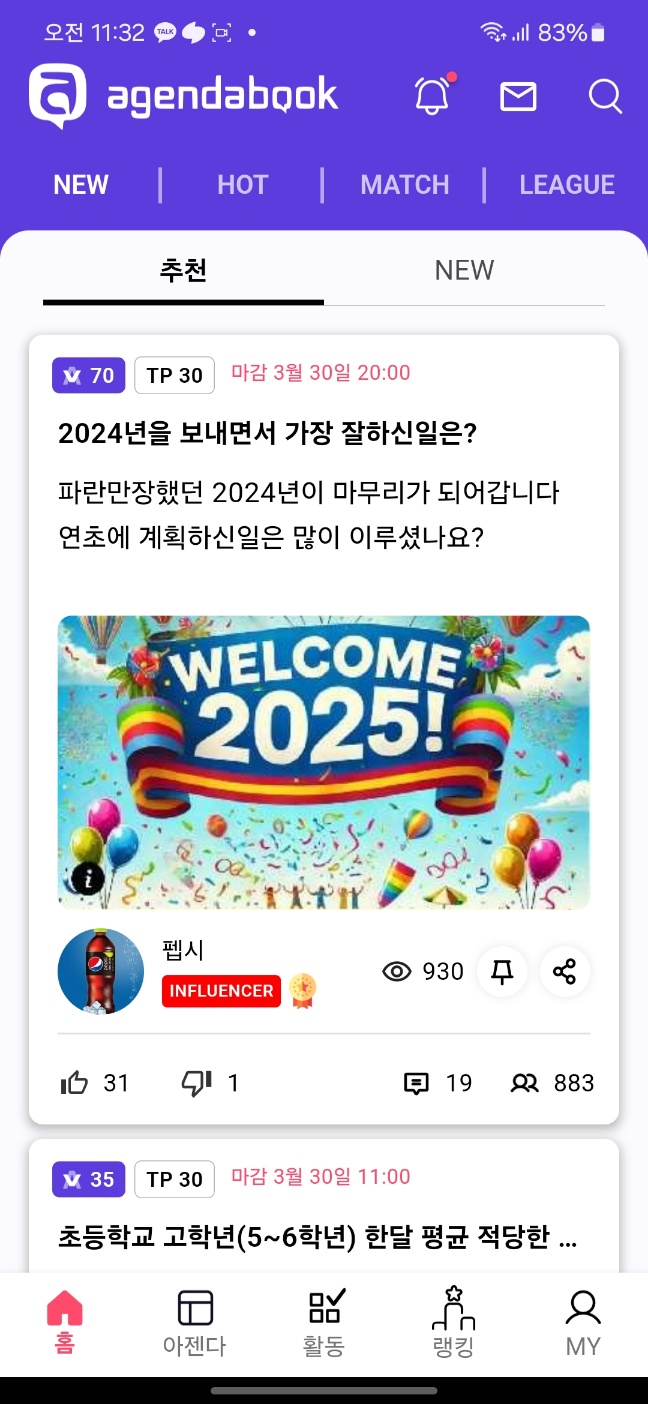 오전 11:32 TALK 83%
agendabook
NEW HOT MATCH LEAGUE
추천 NEW
70 TP 30 마감 3월 30일 20:00
2024년을 보내면서 가장 잘하신일은?
파란만장했던 2024년이 마무리가 되어갑니다
연초에 계획하신일은 많이 이루셨나요?
WELCOME
2025!
i
펩시
INFLUENCER
930
31 1 19 883
35 TP 30 마감 3월 30일 11:00
초등학교 고학년(5~6학년) 한달 평균 적당한 ...
홈 아젠다 활동 랭킹 MY